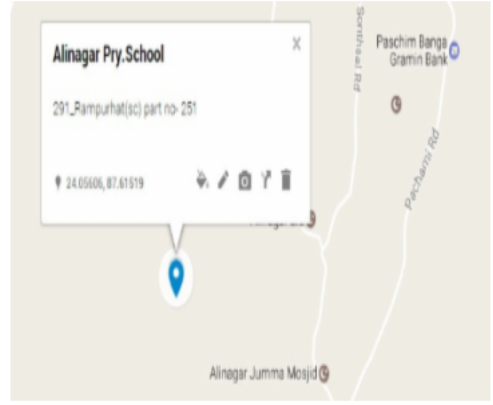 Alinagar Pry.School
291_Rampurhat(sc) part no- 251
24.05606, 87.61519
Sonthsal Rd
Paschim Banga
Gramin Bank
Pachami Rd
Alinagar Jumma Mosjid